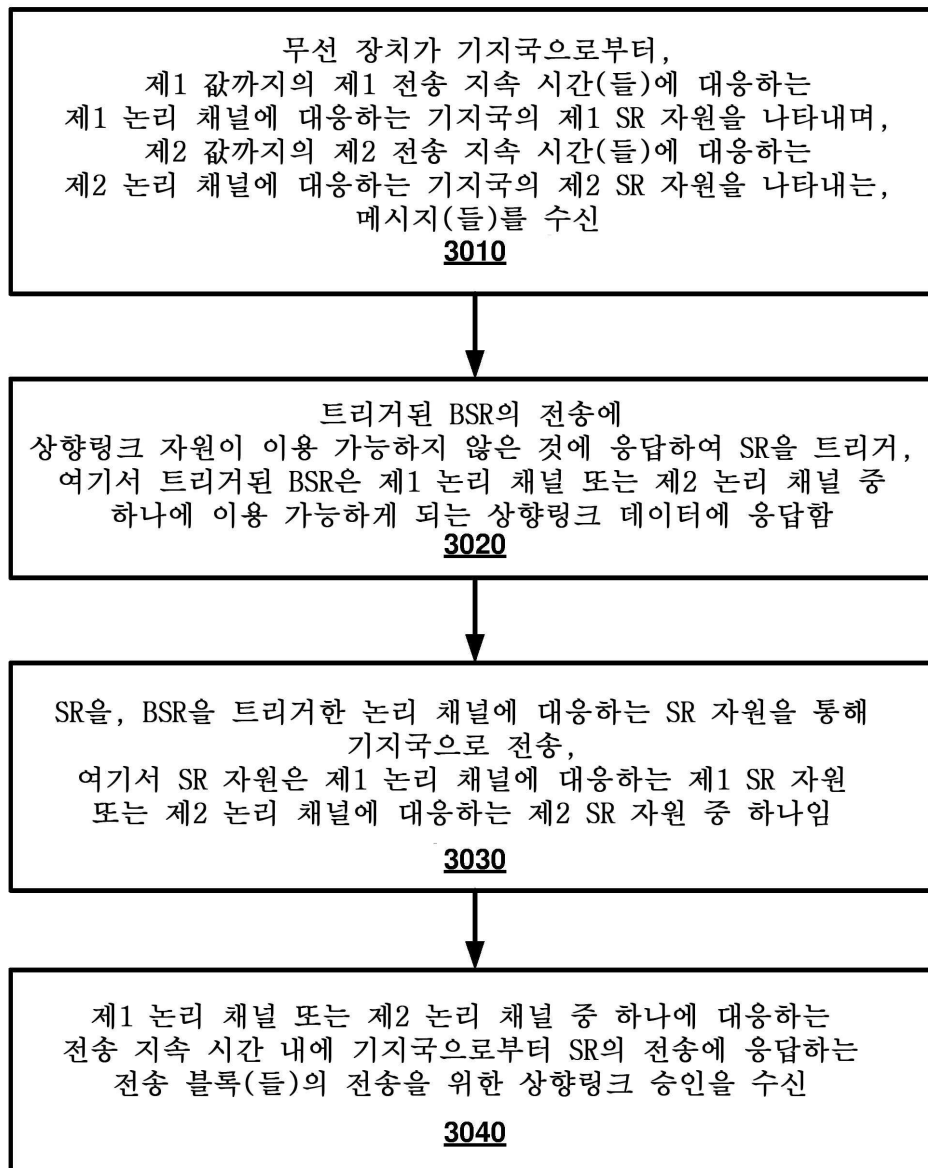 무선 장치가 기지국으로부터,
제1 값까지의 제1 전송 지속 시간(들)에 대응하는
제1 논리 채널에 대응하는 기지국의 제1 SR 자원을 나타내며,
제2 값까지의 제2 전송 지속 시간(들)에 대응하는
제2 논리 채널에 대응하는 기지국의 제2 SR 자원을 나타내는,
메시지(들)를 수신
3010
트리거된 BSR의 전송에
상향링크 자원이 이용 가능하지 않은 것에 응답하여 SR을 트리거,
여기서 트리거된 BSR은 제1 논리 채널 또는 제2 논리 채널 중
하나에 이용 가능하게 되는 상향링크 데이터에 응답함
3020
SR을, BSR을 트리거한 논리 채널에 대응하는 SR 자원을 통해
기지국으로 전송,
여기서 SR 자원은 제1 논리 채널에 대응하는 제1 SR 자원
또는 제2 논리 채널에 대응하는 제2 SR 자원 중 하나임
3030
제1 논리 채널 또는 제2 논리 채널 중 하나에 대응하는
전송 지속 시간 내에 기지국으로부터 SR의 전송에 응답하는
전송 블록(들)의 전송을 위한 상향링크 승인을 수신
3040